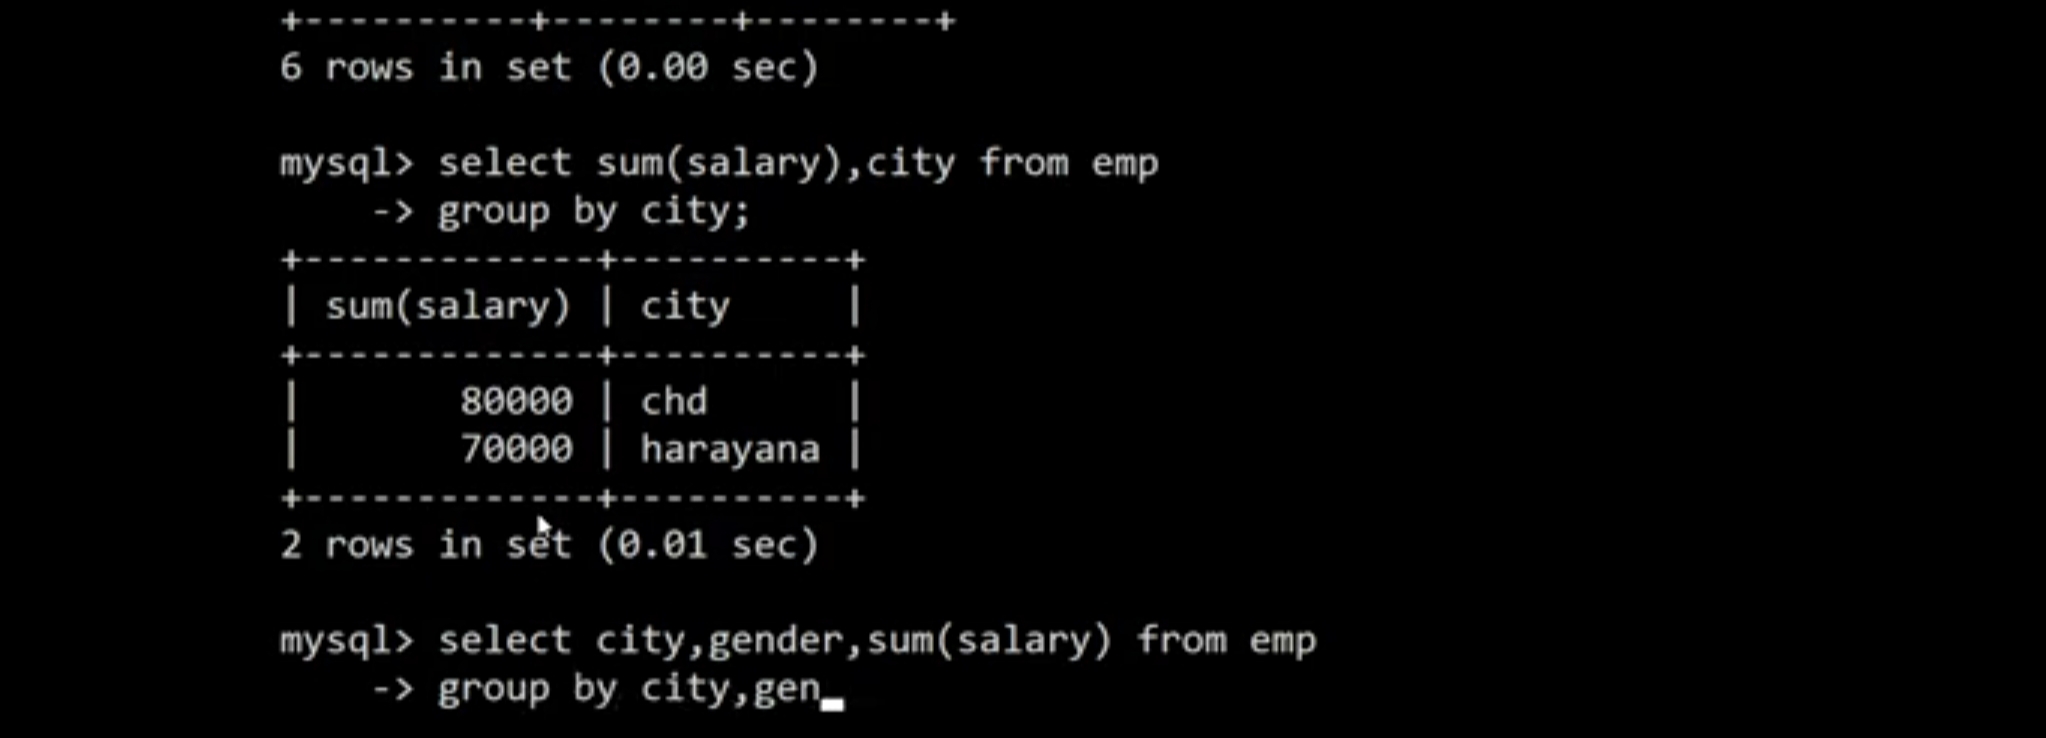 +----------+--------+--------+
6 rows in set (0.00 sec)
mysql> select sum(salary),city from emp
    -> group by city;
+-------------+----------+
| sum(salary) | city     |
+-------------+----------+
|       80000 | chd      |
|       70000 | harayana |
+-------------+----------+
2 rows in set (0.01 sec)
mysql> select city,gender,sum(salary) from emp
    -> group by city,gen